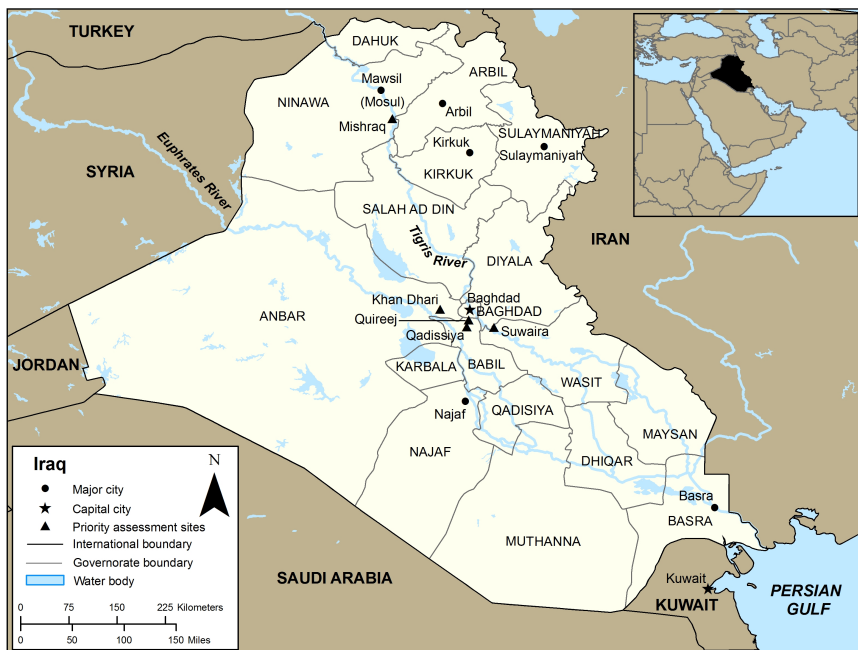 TURKEY
DAHUK
ARBIL
Mawsil
(Mosul)
NINAWA
Arbil
Mishraq
SULAYMANIYAH
Kirkuk
Sulaymaniyah
KIRKUK
Euphrates River
SYRIA
SALAH AD DIN
Tigris River
IRAN
DIYALA
Khan Dhari
Baghdad
BAGHDAD
ANBAR
Quireej
Qadissiya
Suwaira
JORDAN
KARBALA
BABIL
WASIT
Najaf
QADISIYA
MAYSAN
NAJAF
DHIQAR
Basra
BASRA
MUTHANNA
SAUDI ARABIA
Kuwait
KUWAIT
PERSIAN
GULF
Iraq
N
Major city
Capital city
Priority assessment sites
International boundary
Governorate boundary
Water body
0 75 150 225 Kilometers
0 50 100 150 Miles